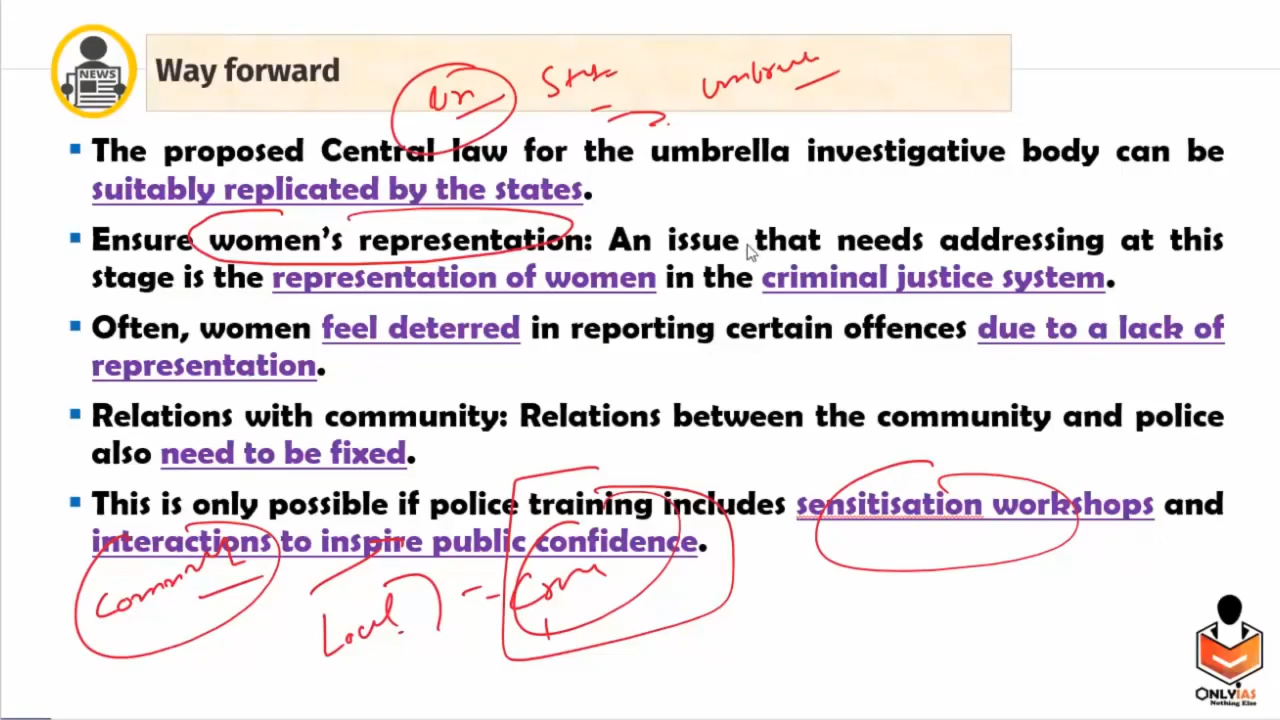 NEWS
Way forward
umbrella
The proposed Central law for the umbrella investigative body can be
suitably replicated by the states.
Ensure women's representation: An issue that needs addressing at this
stage is the representation of women in the criminal justice system.
Often, women feel deterred in reporting certain offences due to a lack of
representation.
Relations with community: Relations between the community and police
also need to be fixed.
This is only possible if police training includes sensitisation workshops and
interactions to inspire public confidence.
Community
Local
ONLYIAS
Nothing Else